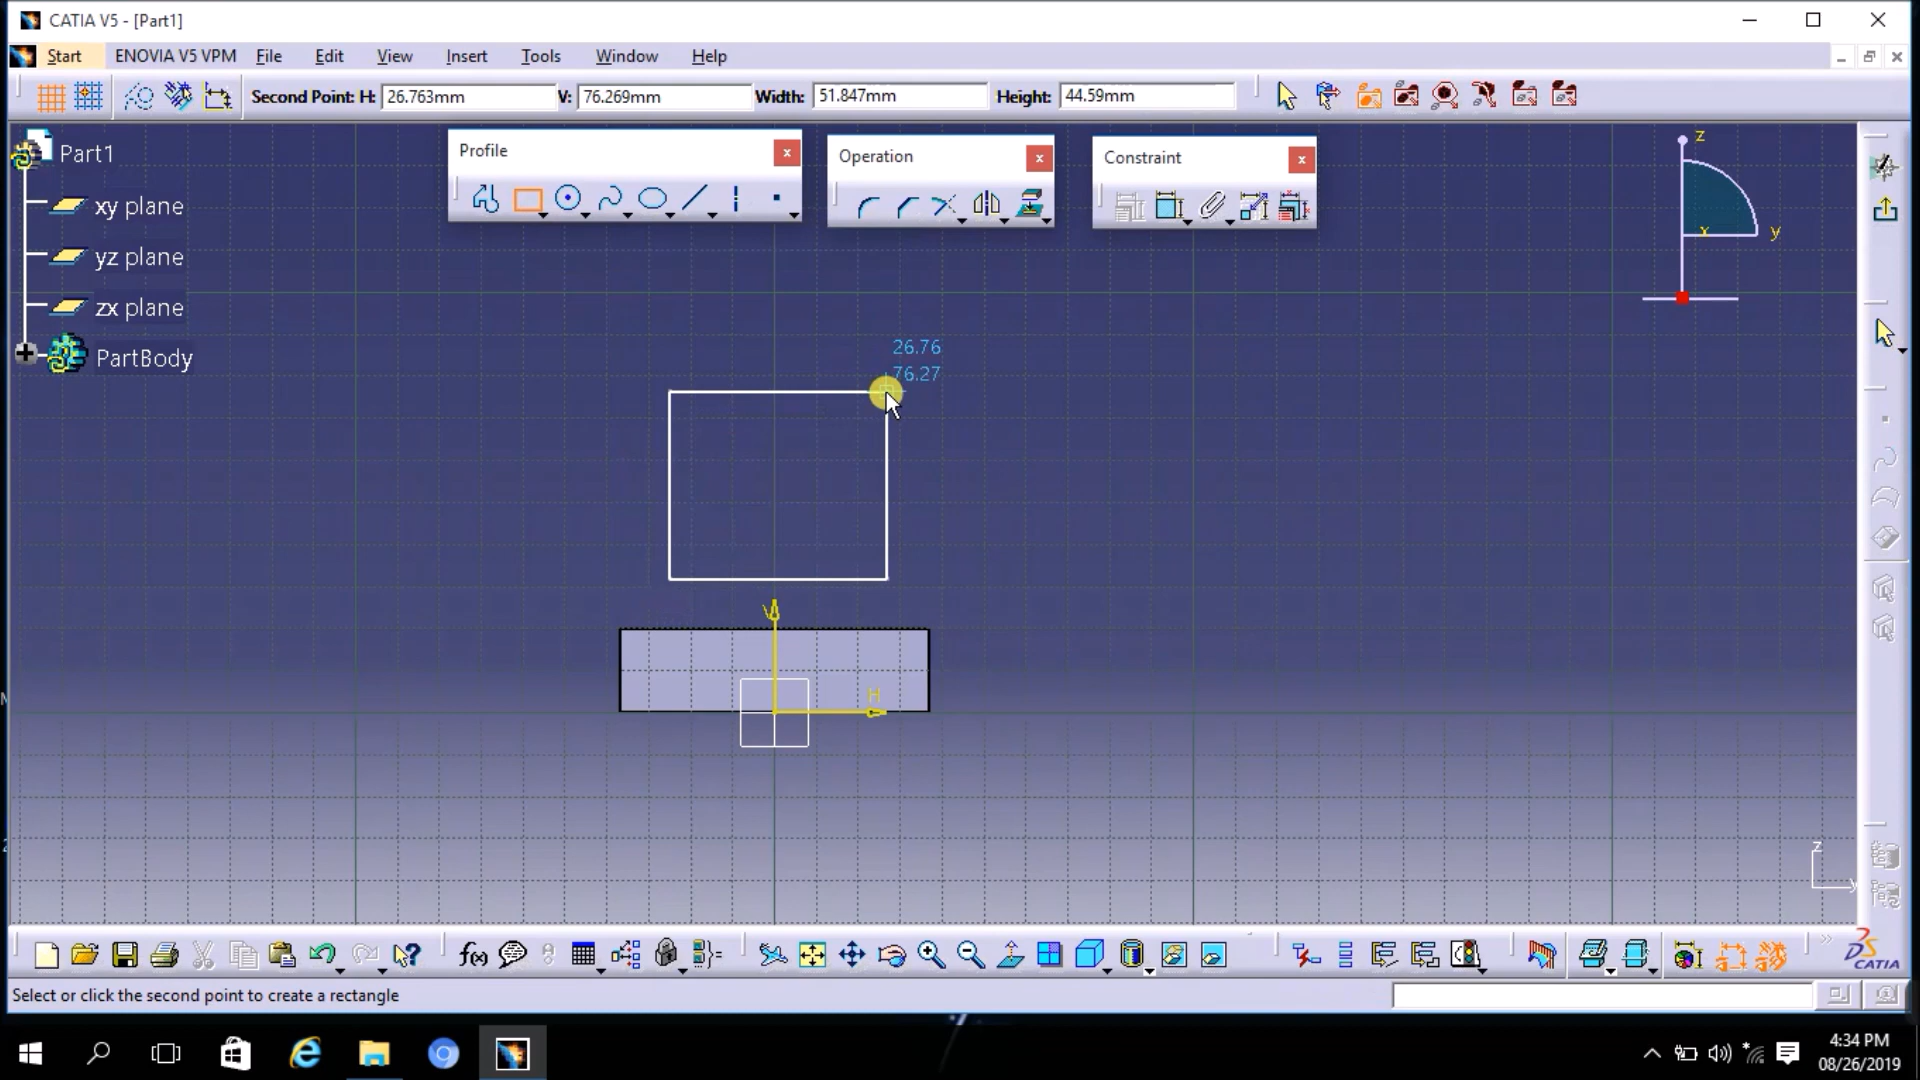 CATIA V5 - [Part1]
Start ENOVIA V5 VPM File Edit View Insert Tools Window Help
Second Point: H: 26.763mm V: 76.269mm Width: 51.847mm Height: 44.59mm
Part1
xy plane
yz plane
zx plane
PartBody
Profile
Operation
Constraint
z
x
y
26.76
76.27
V
H
z
y
f(x)
CATIA
Select or click the second point to create a rectangle
4:34 PM
08/26/2019